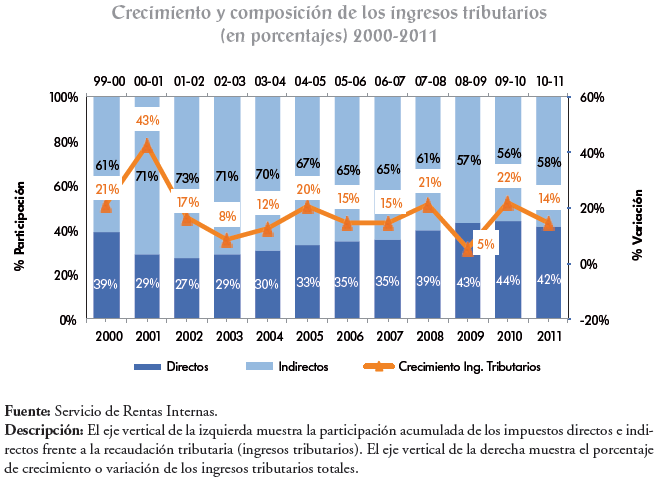 Crecimiento y composición de los ingresos tributarios
(en porcentajes) 2000-2011
99-00 00-01 01-02 02-03 03-04 04-05 05-06 06-07 07-08 08-09 09-10 10-11
100% 80% 60% 40% 20% 0%
% Participación
60% 40% 20% 0% -20%
% Variación
61% 71% 73% 71% 70% 67% 65% 65% 61% 57% 56% 58%
21% 43% 17% 8% 12% 20% 15% 15% 21% 5% 22% 14%
39% 29% 27% 29% 30% 33% 35% 35% 39% 43% 44% 42%
2000 2001 2002 2003 2004 2005 2006 2007 2008 2009 2010 2011
Directos Indirectos Crecimiento Ing. Tributarios
Fuente: Servicio de Rentas Internas.
Descripción: El eje vertical de la izquierda muestra la participación acumulada de los impuestos directos e indi-
rectos frente a la recaudación tributaria (ingresos tributarios). El eje vertical de la derecha muestra el porcentaje
de crecimiento o variación de los ingresos tributarios totales.